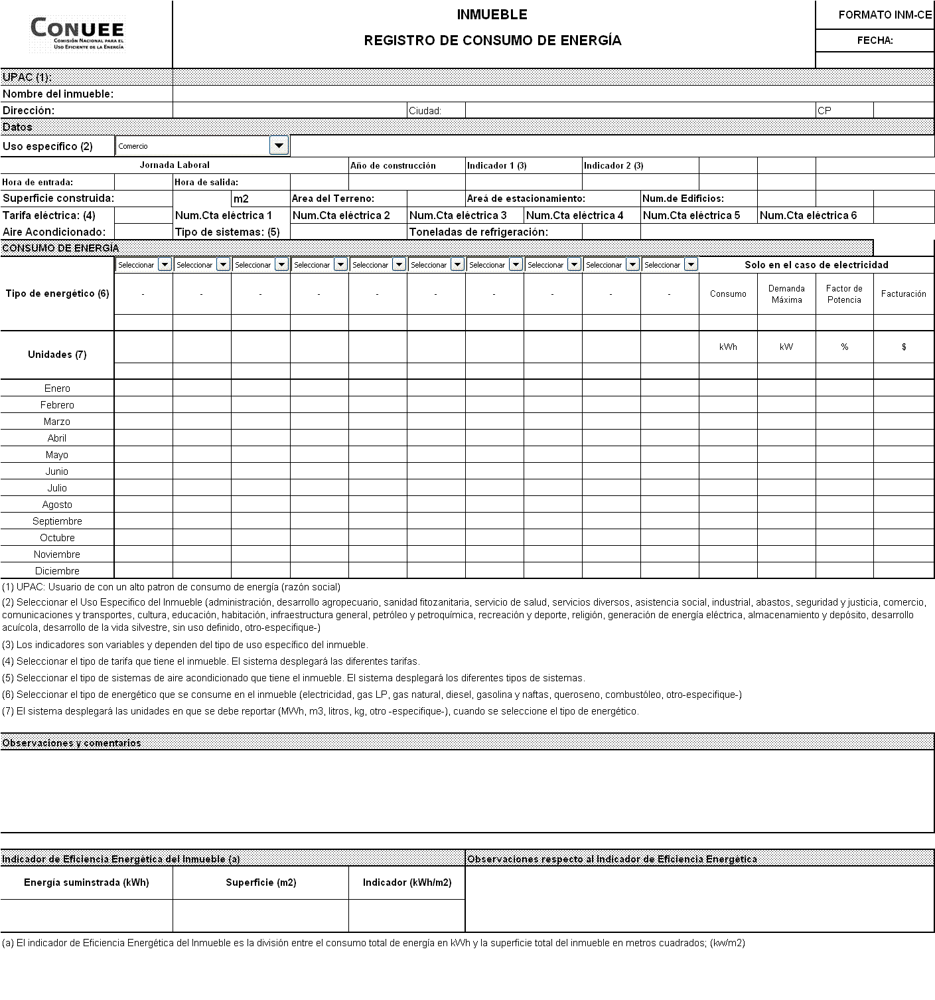 CONUEE
COMISIÓN NACIONAL PARA EL
USO EFICIENTE DE LA ENERGÍA
INMUEBLE
REGISTRO DE CONSUMO DE ENERGÍA
FORMATO INM-CE
FECHA:
UPAC (1):
Nombre del inmueble:
Dirección: Ciudad: CP
Datos
Uso específico (2) Comercio
Jornada Laboral Año de construcción Indicador 1 (3) Indicador 2 (3)
Hora de entrada: Hora de salida:
Superficie construida: m2 Area del Terreno: Areá de estacionamiento: Num.de Edificios:
Tarifa eléctrica: (4) Num.Cta eléctrica 1 Num.Cta eléctrica 2 Num.Cta eléctrica 3 Num.Cta eléctrica 4 Num.Cta eléctrica 5 Num.Cta eléctrica 6
Aire Acondicionado: Tipo de sistemas: (5) Toneladas de refrigeración:
CONSUMO DE ENERGÍA
Seleccionar Seleccionar Seleccionar Seleccionar Seleccionar Seleccionar Seleccionar Seleccionar Seleccionar Seleccionar Solo en el caso de electricidad
Tipo de energético (6) - - - - - - - - - - Consumo Demanda Máxima Factor de Potencia Facturación
Unidades (7) kWh kW % $
Enero
Febrero
Marzo
Abril
Mayo
Junio
Julio
Agosto
Septiembre
Octubre
Noviembre
Diciembre
(1) UPAC: Usuario de con un alto patron de consumo de energía (razón social)
(2) Seleccionar el Uso Especifico del Inmueble (administración, desarrollo agropecuario, sanidad fitozanitaria, servicio de salud, servicios diversos, asistencia social, industrial, abastos, seguridad y justicia, comercio,
comunicaciones y transportes, cultura, educación, habitación, infraestructura general, petróleo y petroquímica, recreación y deporte, religión, generación de energía eléctrica, almacenamiento y depósito, desarrollo
acuícola, desarrollo de la vida silvestre, sin uso definido, otro-especifique-)
(3) Los indicadores son variables y dependen del tipo de uso específico del inmueble.
(4) Seleccionar el tipo de tarifa que tiene el inmueble. El sistema desplegará las diferentes tarifas.
(5) Seleccionar el tipo de sistemas de aire acondicionado que tiene el inmueble. El sistema desplegará los diferentes tipos de sistemas.
(6) Seleccionar el tipo de energético que se consume en el inmueble (electricidad, gas LP, gas natural, diesel, gasolina y naftas, queroseno, combustóleo, otro-especifique-)
(7) El sistema desplegará las unidades en que se debe reportar (MWh, m3, litros, kg, otro -especifique-), cuando se seleccione el tipo de energético.
Observaciones y comentarios
Indicador de Eficiencia Energética del Inmueble (a) Observaciones respecto al Indicador de Eficiencia Energética
Energía suminstrada (kWh) Superficie (m2) Indicador (kWh/m2)
(a) El indicador de Eficiencia Energética del Inmueble es la división entre el consumo total de energía en kWh y la superficie total del inmueble en metros cuadrados; (kw/m2)